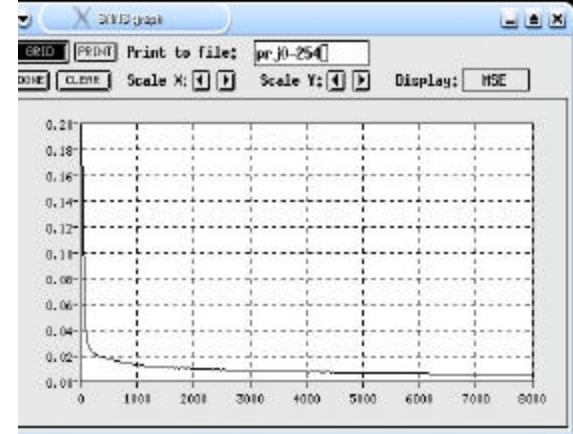 SNNS graph
GRID PRINT Print to file: prj0-254
DONE CLEAR Scale X: Scale Y: Display: MSE
0.20
0.18
0.16
0.14
0.12
0.10
0.08
0.06
0.04
0.02
0.00
0 1000 2000 3000 4000 5000 6000 7000 8000